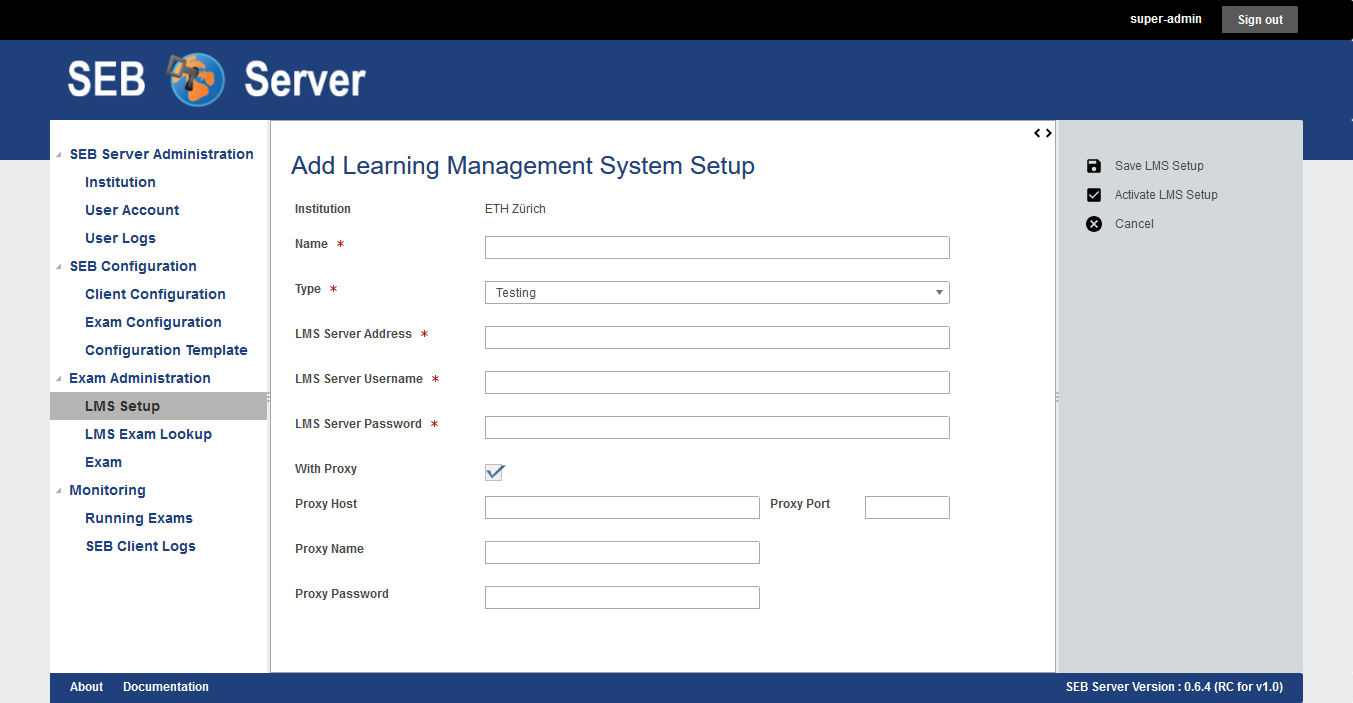 super-admin Sign out
SEB Server
SEB Server Administration
Institution
User Account
User Logs
SEB Configuration
Client Configuration
Exam Configuration
Configuration Template
Exam Administration
LMS Setup
LMS Exam Lookup
Exam
Monitoring
Running Exams
SEB Client Logs
Add Learning Management System Setup
Institution ETH Zürich
Name *
Type * Testing
LMS Server Address *
LMS Server Username *
LMS Server Password *
With Proxy
Proxy Host Proxy Port
Proxy Name
Proxy Password
Save LMS Setup
Activate LMS Setup
Cancel
About Documentation SEB Server Version : 0.6.4 (RC for v1.0)